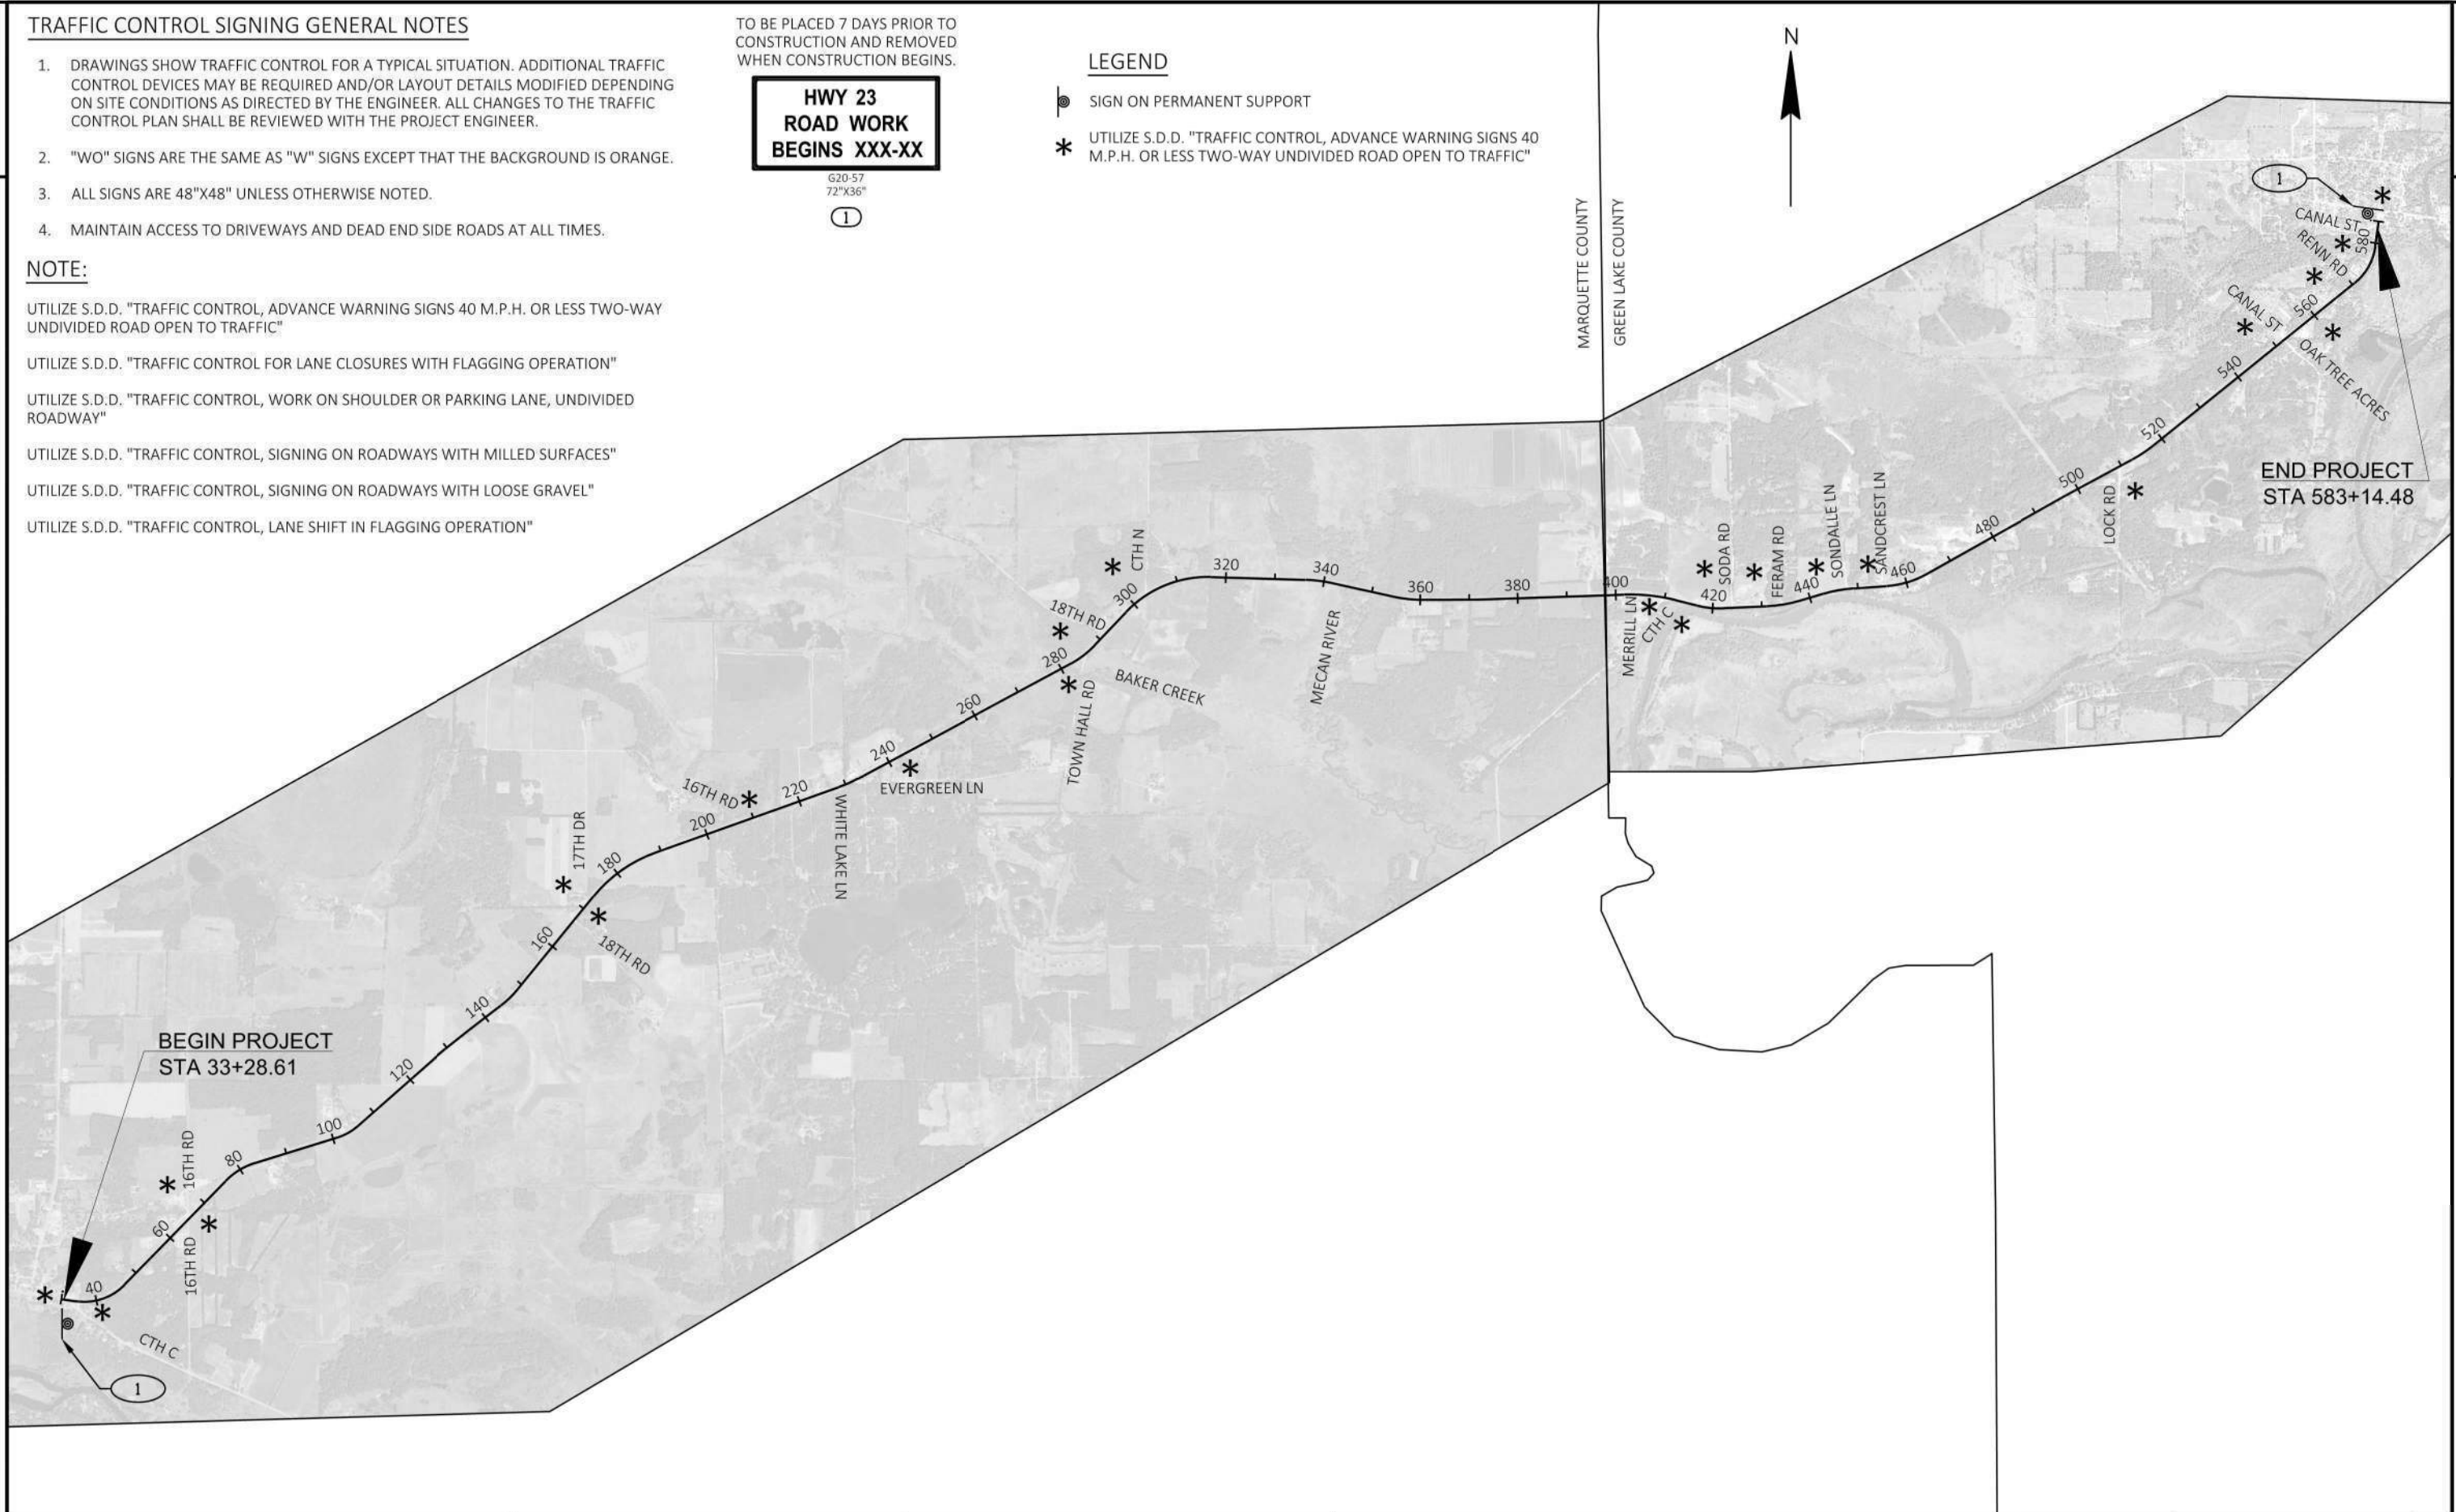 TRAFFIC CONTROL SIGNING GENERAL NOTES
1. DRAWINGS SHOW TRAFFIC CONTROL FOR A TYPICAL SITUATION. ADDITIONAL TRAFFIC
CONTROL DEVICES MAY BE REQUIRED AND/OR LAYOUT DETAILS MODIFIED DEPENDING
ON SITE CONDITIONS AS DIRECTED BY THE ENGINEER. ALL CHANGES TO THE TRAFFIC
CONTROL PLAN SHALL BE REVIEWED WITH THE PROJECT ENGINEER.
2. "WO" SIGNS ARE THE SAME AS "W" SIGNS EXCEPT THAT THE BACKGROUND IS ORANGE.
3. ALL SIGNS ARE 48"X48" UNLESS OTHERWISE NOTED.
4. MAINTAIN ACCESS TO DRIVEWAYS AND DEAD END SIDE ROADS AT ALL TIMES.
NOTE:
UTILIZE S.D.D. "TRAFFIC CONTROL, ADVANCE WARNING SIGNS 40 M.P.H. OR LESS TWO-WAY
UNDIVIDED ROAD OPEN TO TRAFFIC"
UTILIZE S.D.D. "TRAFFIC CONTROL FOR LANE CLOSURES WITH FLAGGING OPERATION"
UTILIZE S.D.D. "TRAFFIC CONTROL, WORK ON SHOULDER OR PARKING LANE, UNDIVIDED
ROADWAY"
UTILIZE S.D.D. "TRAFFIC CONTROL, SIGNING ON ROADWAYS WITH MILLED SURFACES"
UTILIZE S.D.D. "TRAFFIC CONTROL, SIGNING ON ROADWAYS WITH LOOSE GRAVEL"
UTILIZE S.D.D. "TRAFFIC CONTROL, LANE SHIFT IN FLAGGING OPERATION"
TO BE PLACED 7 DAYS PRIOR TO
CONSTRUCTION AND REMOVED
WHEN CONSTRUCTION BEGINS.
HWY 23
ROAD WORK
BEGINS XXX-XX
G20-57
72"X36"
1
LEGEND
SIGN ON PERMANENT SUPPORT
* UTILIZE S.D.D. "TRAFFIC CONTROL, ADVANCE WARNING SIGNS 40
M.P.H. OR LESS TWO-WAY UNDIVIDED ROAD OPEN TO TRAFFIC"
N
MARQUETTE COUNTY
GREEN LAKE COUNTY
BEGIN PROJECT
STA 33+28.61
1
CTH C
40
60
16TH RD
16TH RD
80
100
120
140
160
18TH RD
17TH DR
180
200
16TH RD
220
WHITE LAKE LN
240
EVERGREEN LN
260
280
TOWN HALL RD
18TH RD
BAKER CREEK
300
CTH N
320
340
MECAN RIVER
360
380
400
MERRILL LN
CTH C
420
SODA RD
FERAM RD
440
SONDALLE LN
SANDCREST LN
460
480
500
LOCK RD
520
540
OAK TREE ACRES
CANAL ST
560
RENN RD
CANAL ST
580
1
END PROJECT
STA 583+14.48